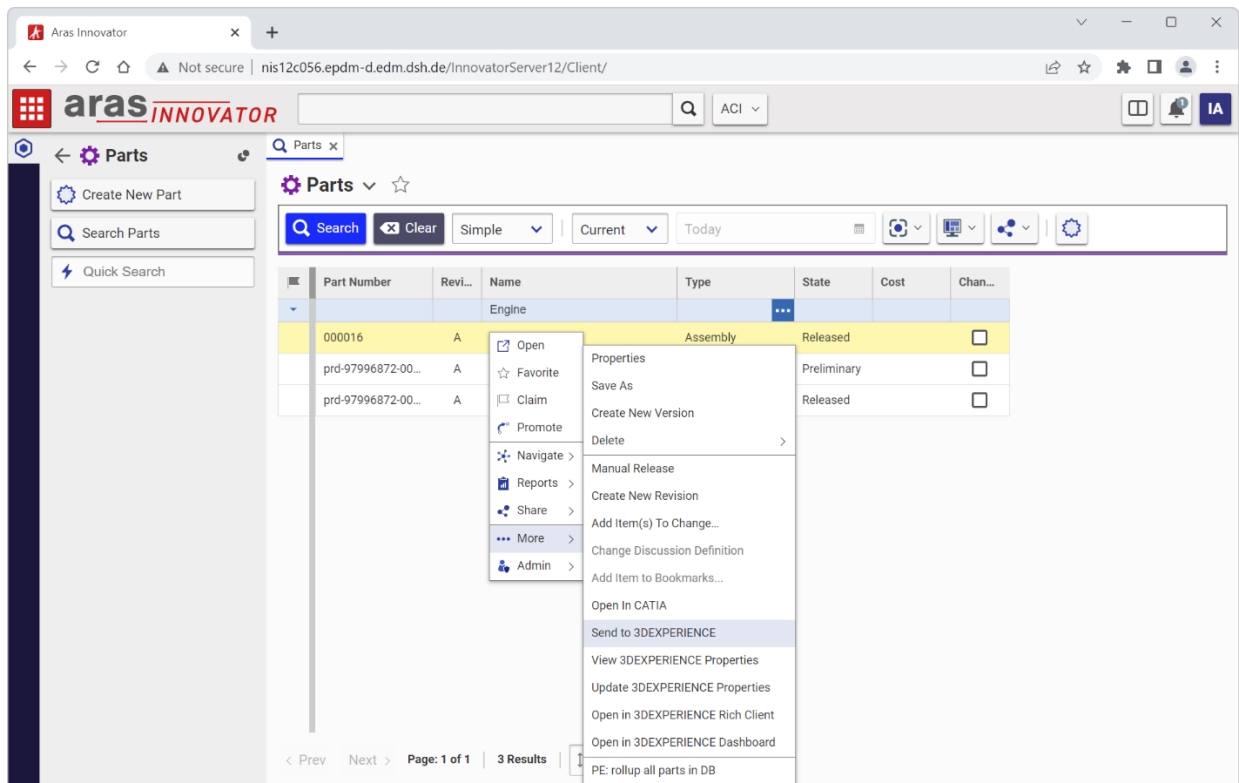 Aras Innovator
Not secure | nis12c056.epdm-d.edm.dsh.de/InnovatorServer12/Client/
aras INNOVATOR
ACI
1
IA
Parts
Create New Part
Search Parts
Quick Search
Parts
Parts
Search Clear Simple Current Today
Part Number Revi... Name Type State Cost Chan...
Engine
000016 A Assembly Released
prd-97996872-00... A Preliminary
prd-97996872-00... A Released
Open
Favorite
Claim
Promote
Navigate
Reports
Share
More
Admin
Properties
Save As
Create New Version
Delete
Manual Release
Create New Revision
Add Item(s) To Change...
Change Discussion Definition
Add Item to Bookmarks...
Open In CATIA
Send to 3DEXPERIENCE
View 3DEXPERIENCE Properties
Update 3DEXPERIENCE Properties
Open in 3DEXPERIENCE Rich Client
Open in 3DEXPERIENCE Dashboard
PE: rollup all parts in DB
< Prev Next > Page: 1 of 1 3 Results